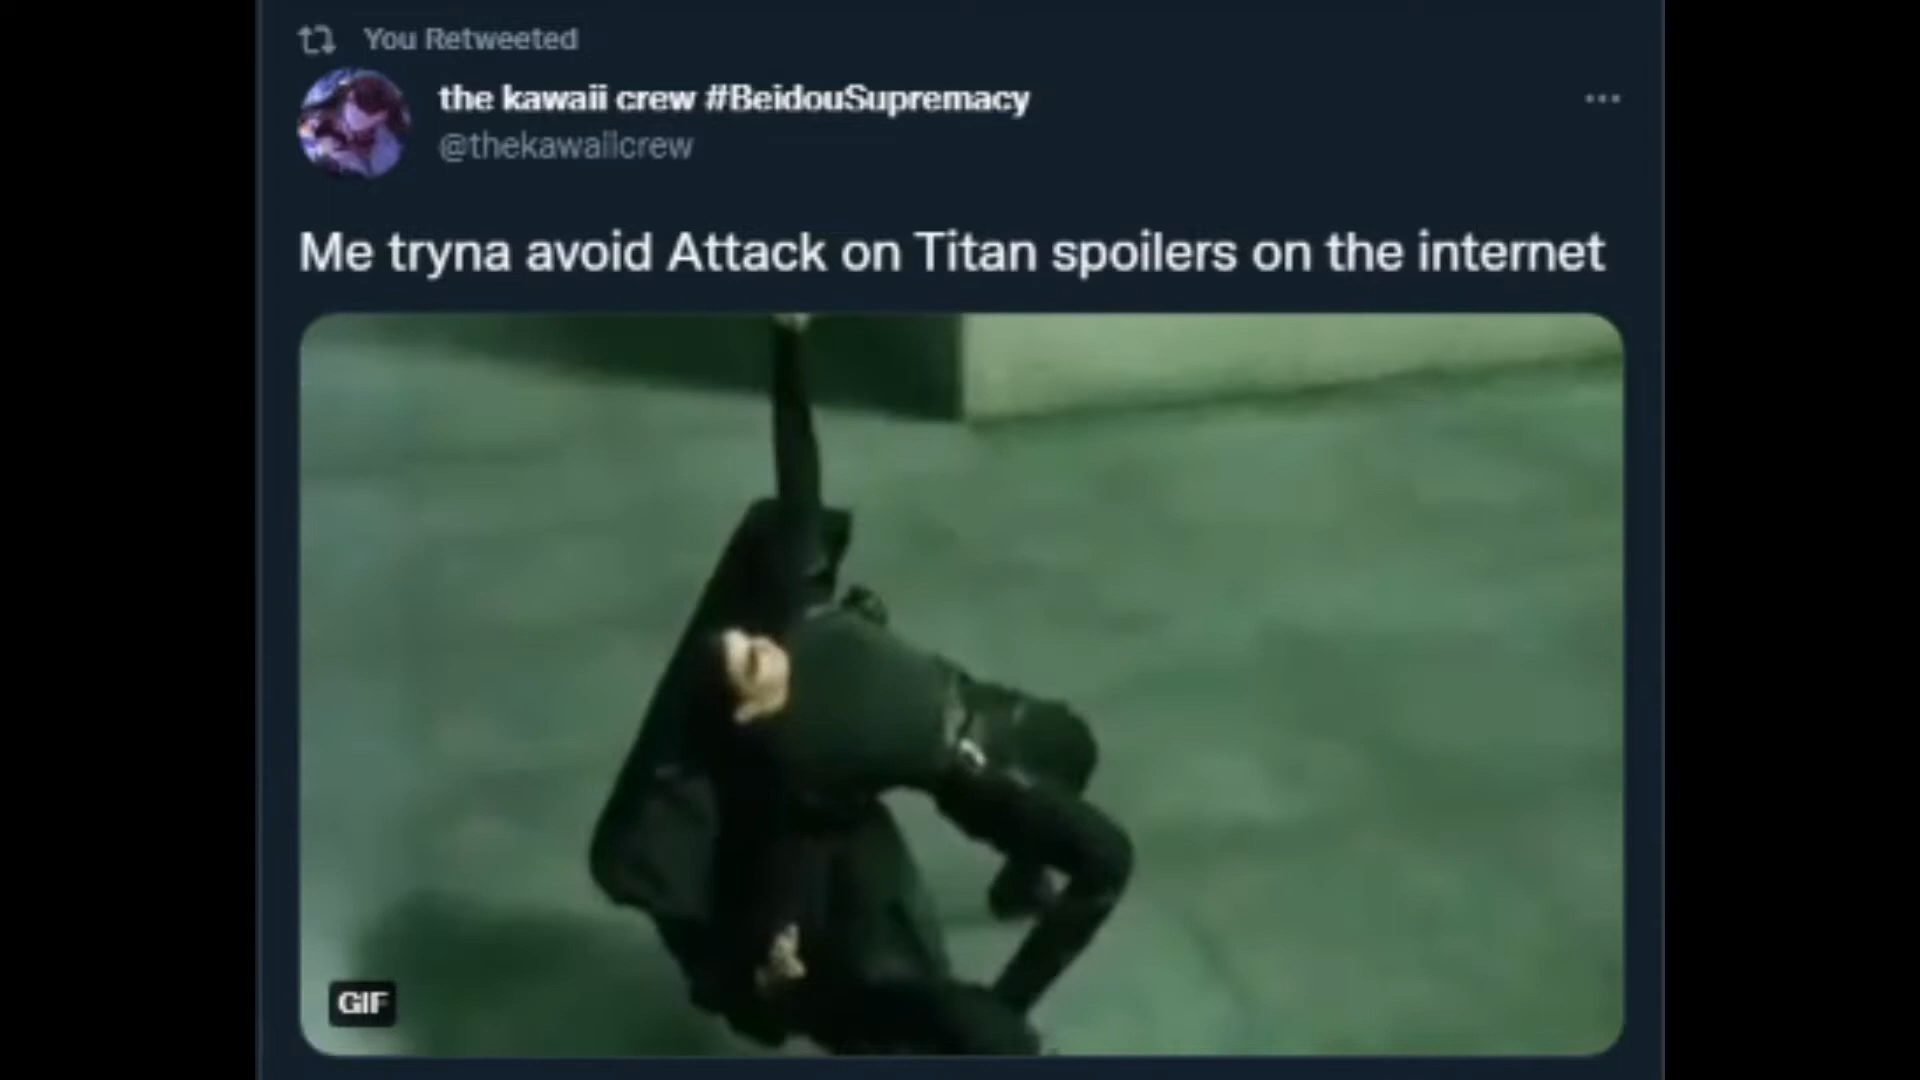 You Retweeted
the kawaii crew #BeidouSupremacy
@thekawaiicrew
Me tryna avoid Attack on Titan spoilers on the internet
GIF